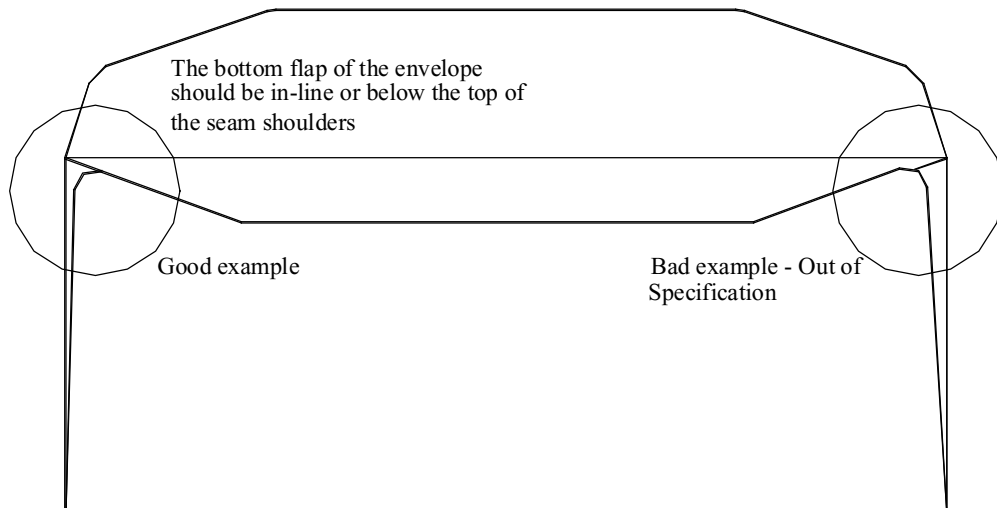 The bottom flap of the envelope
should be in-line or below the top of
the seam shoulders
Good example
Bad example - Out of
Specification